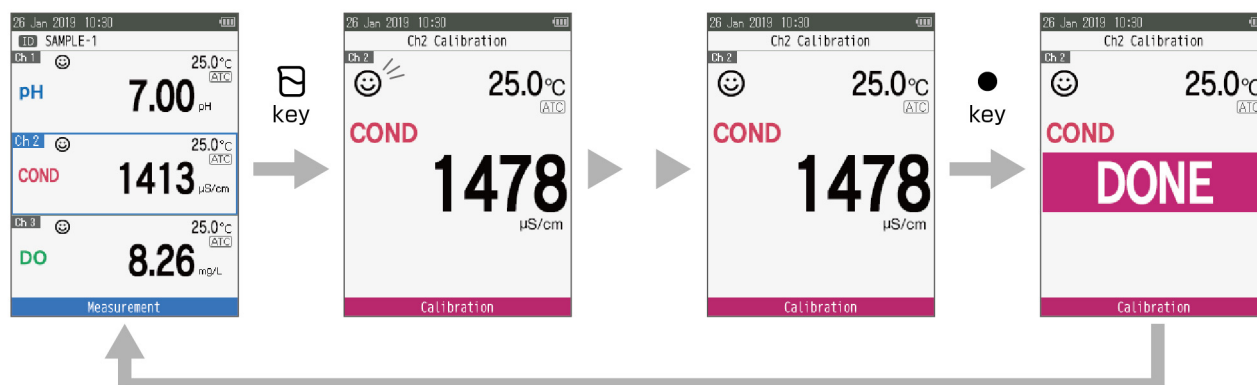 26 Jan 2019 10:30
ID SAMPLE-1
Ch 1 25.0°C
ATC
pH 7.00 pH
Ch 2 25.0°C
ATC
COND 1413 µS/cm
Ch 3 25.0°C
ATC
DO 8.26 mg/L
Measurement
key
26 Jan 2019 10:30
Ch2 Calibration
Ch 2
25.0°C
ATC
COND
1478
µS/cm
Calibration
26 Jan 2019 10:30
Ch2 Calibration
Ch 2
25.0°C
ATC
COND
1478
µS/cm
Calibration
key
26 Jan 2019 10:30
Ch2 Calibration
Ch 2
25.0°C
ATC
COND
DONE
Calibration